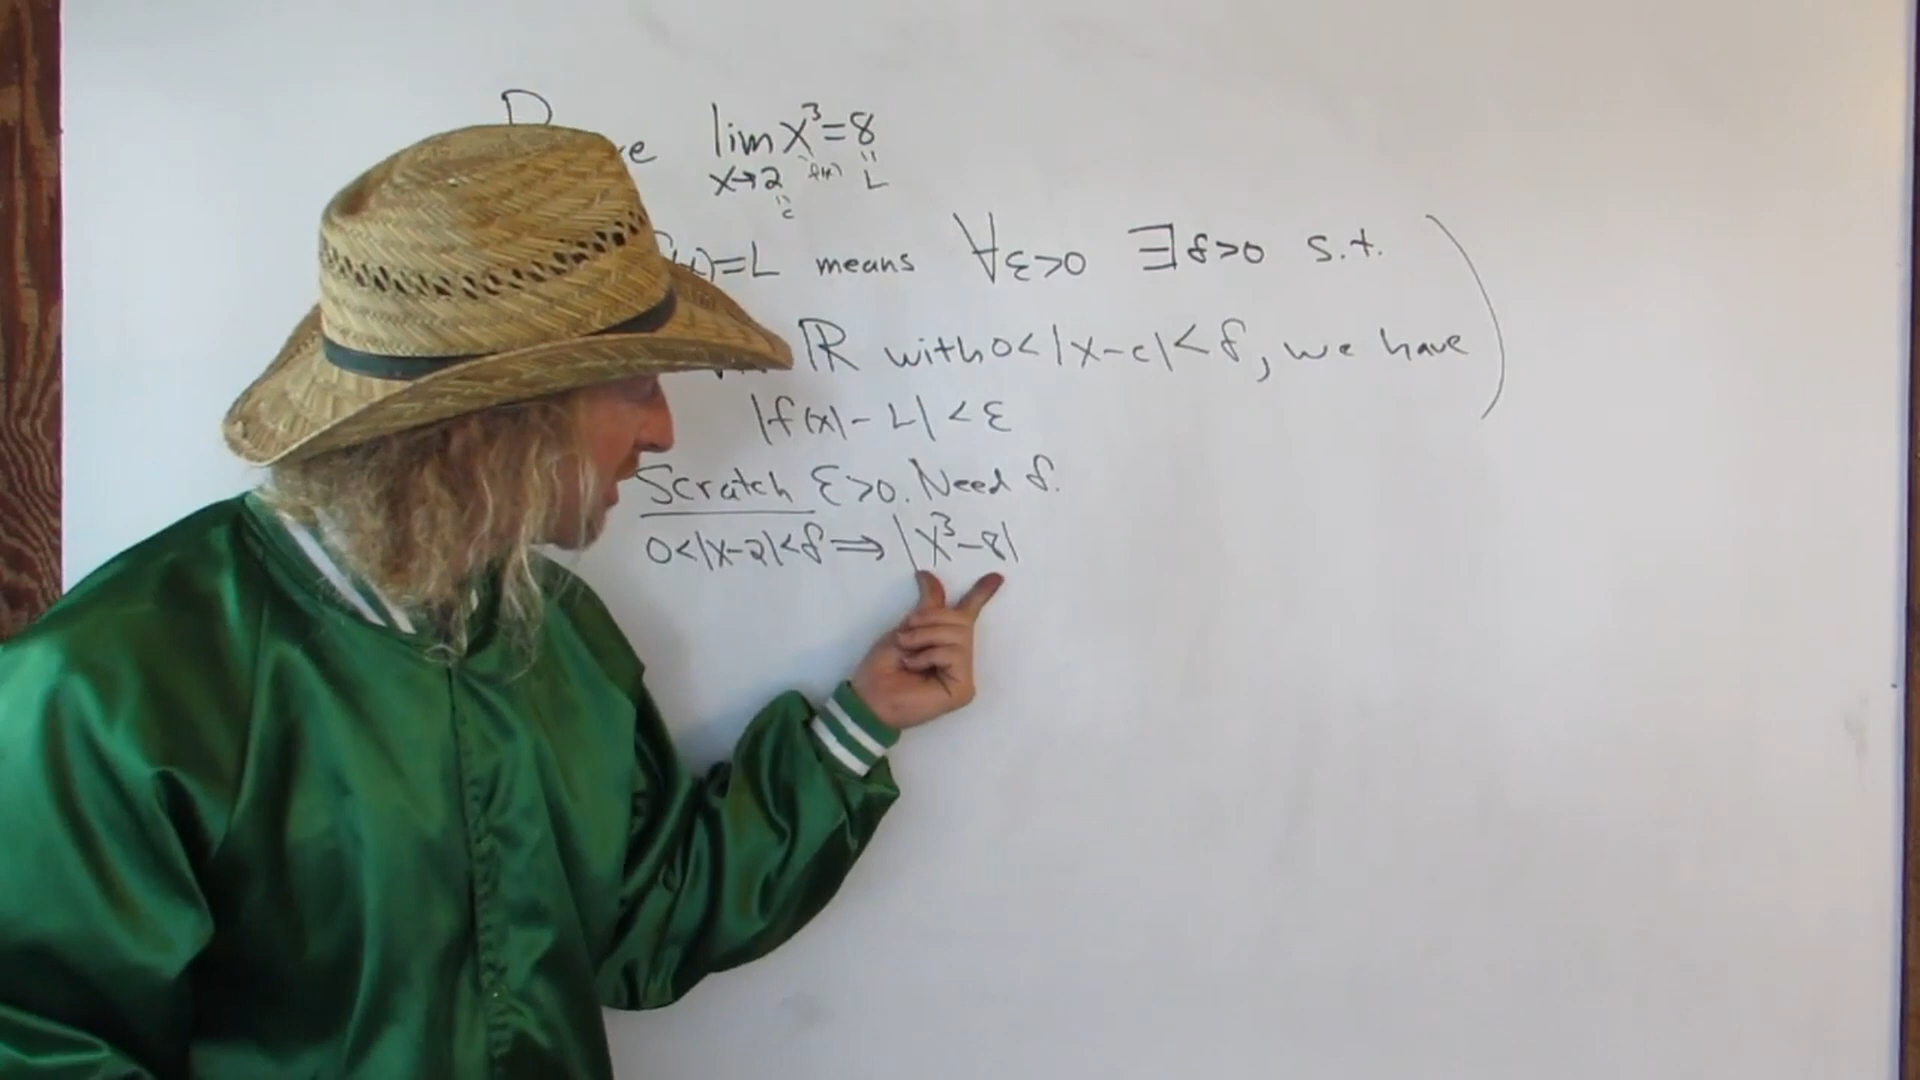 lim x³ = 8
x→2 f(x) L
c
=L means ∀ε>0 ∃δ>0 s.t.
ℝ with 0<|x-c|<δ, we have
|f(x)-L|<ε
Scratch ε>0. Need δ.
0<|x-2|<δ ⟹ |x³-8|